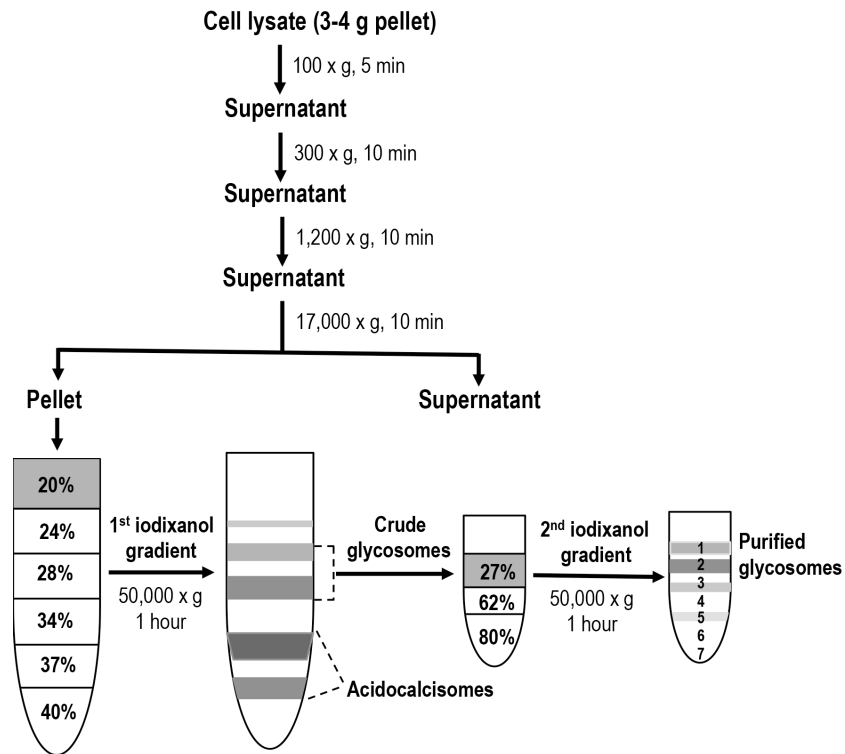 Cell lysate (3-4 g pellet)
100 x g, 5 min
Supernatant
300 x g, 10 min
Supernatant
1,200 x g, 10 min
Supernatant
17,000 x g, 10 min
Pellet
Supernatant
20%
24%
28%
34%
37%
40%
1st iodixanol
gradient
50,000 x g
1 hour
Crude
glycosomes
Acidocalcisomes
27%
62%
80%
2nd iodixanol
gradient
50,000 x g
1 hour
1
2
3
4
5
6
7
Purified
glycosomes